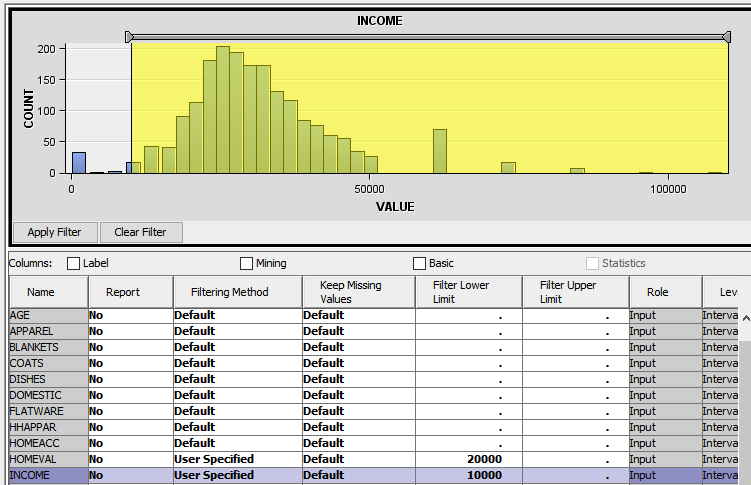 INCOME
200
150
100
50
0
COUNT
0 50000 100000
VALUE
Apply Filter Clear Filter
Columns: Label Mining Basic Statistics
Name Report Filtering Method Keep Missing Values Filter Lower Limit Filter Upper Limit Role Leve
AGE No Default Default . . Input Interva
APPAREL No Default Default . . Input Interva
BLANKETS No Default Default . . Input Interva
COATS No Default Default . . Input Interva
DISHES No Default Default . . Input Interva
DOMESTIC No Default Default . . Input Interva
FLATWARE No Default Default . . Input Interva
HHAPPAR No Default Default . . Input Interva
HOMEACC No Default Default . . Input Interva
HOMEVAL No User Specified Default 20000 . Input Interva
INCOME No User Specified Default 10000 . Input Interva